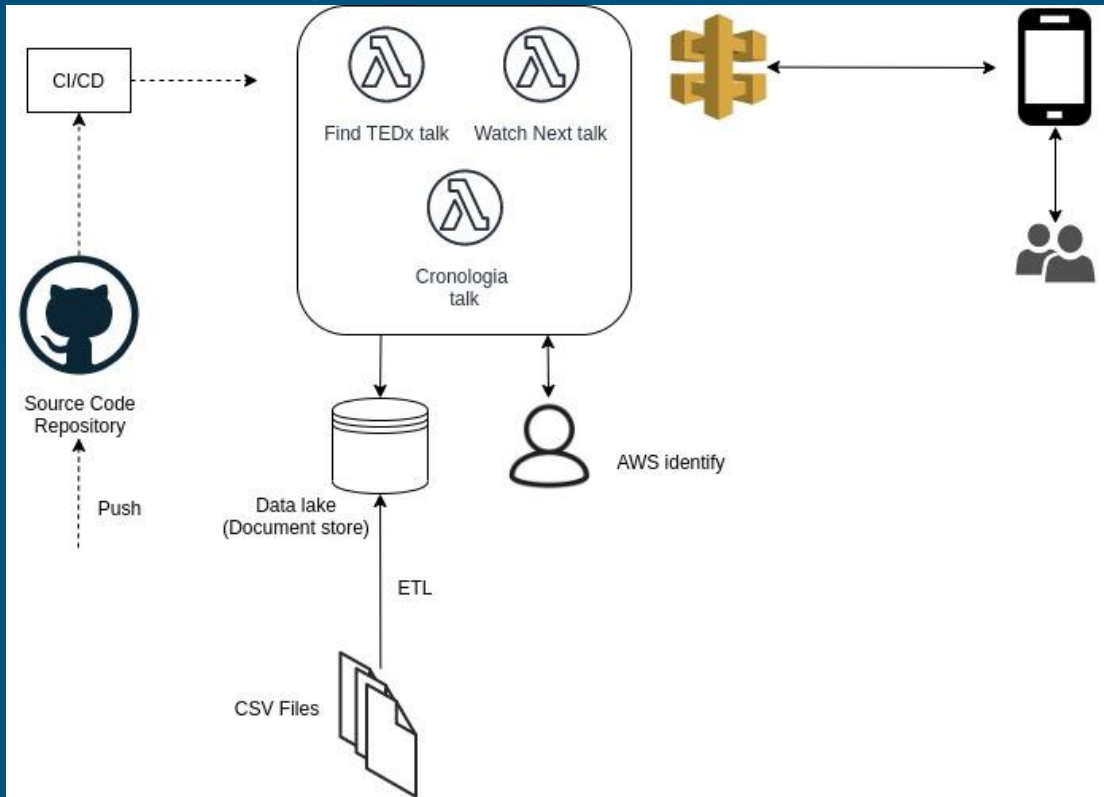 CI/CD
Find TEDx talk
Watch Next talk
Cronologia
talk
Source Code
Repository
Push
Data lake
(Document store)
AWS identify
ETL
CSV Files